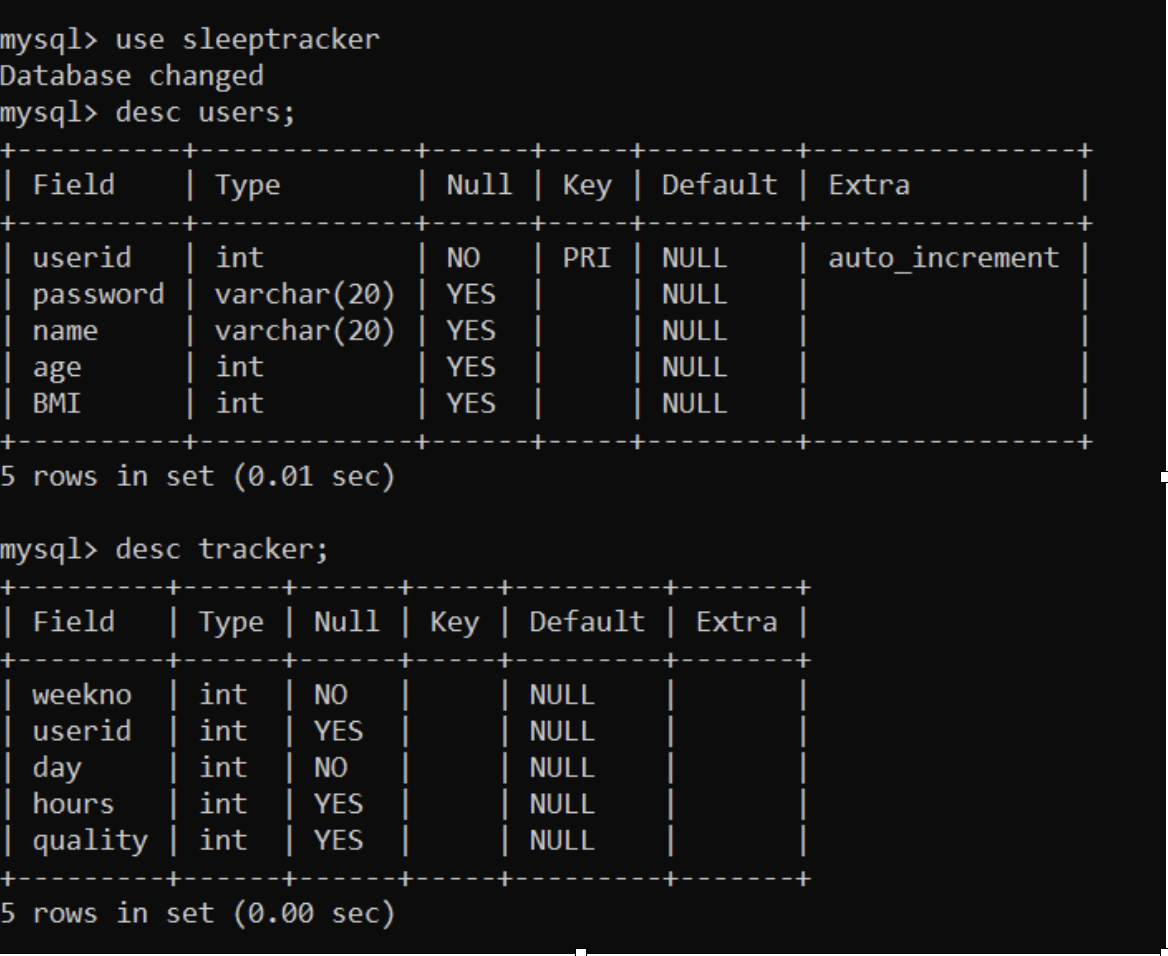 mysql> use sleeptracker
Database changed
mysql> desc users;
+----------+-------------+------+-----+---------+----------------+
| Field    | Type        | Null | Key | Default | Extra          |
+----------+-------------+------+-----+---------+----------------+
| userid   | int         | NO   | PRI | NULL    | auto_increment |
| password | varchar(20) | YES  |     | NULL    |                |
| name     | varchar(20) | YES  |     | NULL    |                |
| age      | int         | YES  |     | NULL    |                |
| BMI      | int         | YES  |     | NULL    |                |
+----------+-------------+------+-----+---------+----------------+
5 rows in set (0.01 sec)

mysql> desc tracker;
+---------+------+------+-----+---------+-------+
| Field   | Type | Null | Key | Default | Extra |
+---------+------+------+-----+---------+-------+
| weekno  | int  | NO   |     | NULL    |       |
| userid  | int  | YES  |     | NULL    |       |
| day     | int  | NO   |     | NULL    |       |
| hours   | int  | YES  |     | NULL    |       |
| quality | int  | YES  |     | NULL    |       |
+---------+------+------+-----+---------+-------+
5 rows in set (0.00 sec)